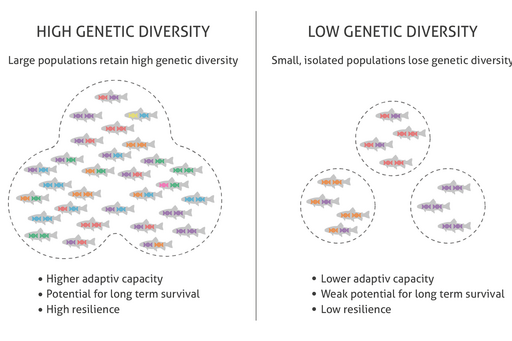 HIGH GENETIC DIVERSITY
Large populations retain high genetic diversity
• Higher adaptiv capacity
• Potential for long term survival
• High resilience
LOW GENETIC DIVERSITY
Small, isolated populations lose genetic diversity
• Lower adaptiv capacity
• Weak potential for long term survival
• Low resilience